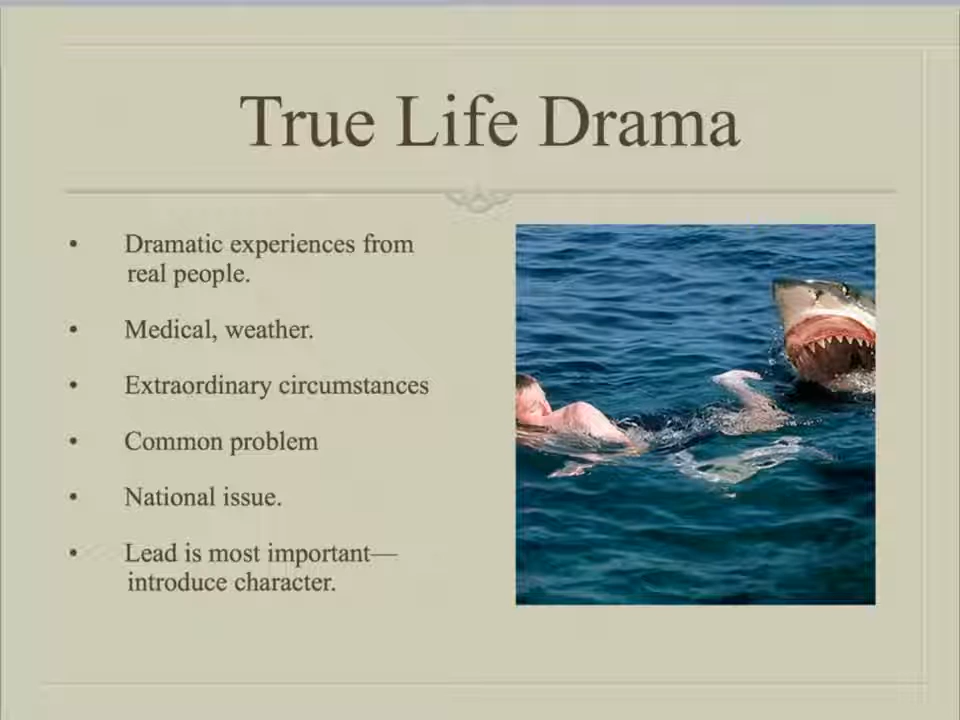 True Life Drama
• Dramatic experiences from
real people.
• Medical, weather.
• Extraordinary circumstances
• Common problem
• National issue.
• Lead is most important—
introduce character.